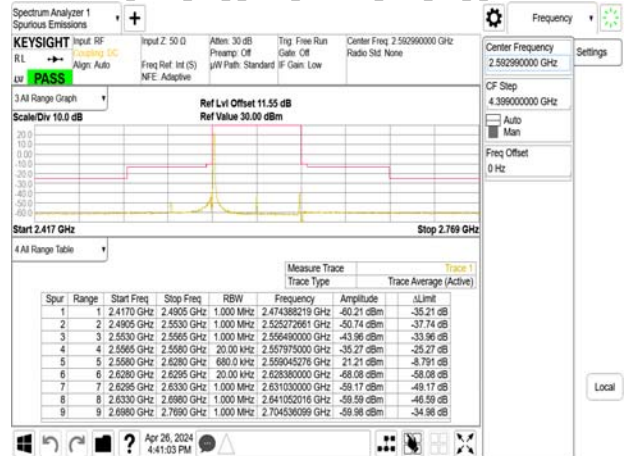 Spectrum Analyzer 1
Spurious Emissions
Frequency
KEYSIGHT Input: RF Input Z: 50 Ω Atten: 30 dB Trig: Free Run Center Freq: 2.592990000 GHz
RL Coupling: DC Preamp: Off Gate: Off Radio Std: None
Align: Auto Freq Ref: Int (S) µW Path: Standard IF Gain: Low
NFE: Adaptive
PASS
Center Frequency
2.592990000 GHz
Settings
CF Step
4.399000000 GHz
Auto
Man
Freq Offset
0 Hz
3 All Range Graph
Ref Lvl Offset 11.55 dB
Scale/Div 10.0 dB Ref Value 30.00 dBm
20.0
10.0
0.00
-10.0
-20.0
-30.0
-40.0
-50.0
-60.0
Start 2.417 GHz Stop 2.769 GHz
4 All Range Table
Measure Trace Trace 1
Trace Type Trace Average (Active)
Spur Range Start Freq Stop Freq RBW Frequency Amplitude ΔLimit
1 1 2.4170 GHz 2.4905 GHz 1.000 MHz 2.474388219 GHz -60.21 dBm -35.21 dB
2 2 2.4905 GHz 2.5530 GHz 1.000 MHz 2.525272661 GHz -50.74 dBm -37.74 dB
3 3 2.5530 GHz 2.5565 GHz 1.000 MHz 2.556490000 GHz -43.96 dBm -33.96 dB
4 4 2.5565 GHz 2.5580 GHz 20.00 kHz 2.557975000 GHz -35.27 dBm -25.27 dB
5 5 2.5580 GHz 2.6280 GHz 680.0 kHz 2.559045276 GHz 21.21 dBm -8.791 dB
6 6 2.6280 GHz 2.6295 GHz 20.00 kHz 2.628380000 GHz -68.08 dBm -58.08 dB
7 7 2.6295 GHz 2.6330 GHz 1.000 MHz 2.631030000 GHz -59.17 dBm -49.17 dB
8 8 2.6330 GHz 2.6980 GHz 1.000 MHz 2.641052016 GHz -59.59 dBm -46.59 dB
9 9 2.6980 GHz 2.7690 GHz 1.000 MHz 2.704536099 GHz -59.98 dBm -34.98 dB
Local
Apr 26, 2024
4:41:03 PM